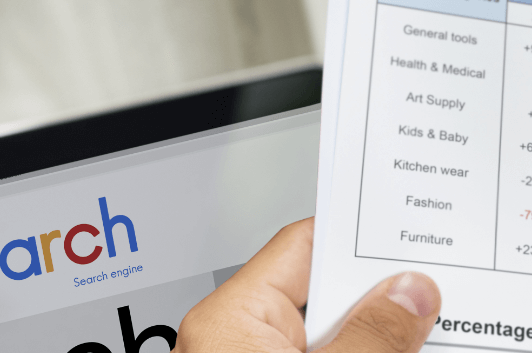 General tools
Health & Medical
Art Supply
Kids & Baby
Kitchen wear
Fashion
Furniture
Percentage
arch
Search engine